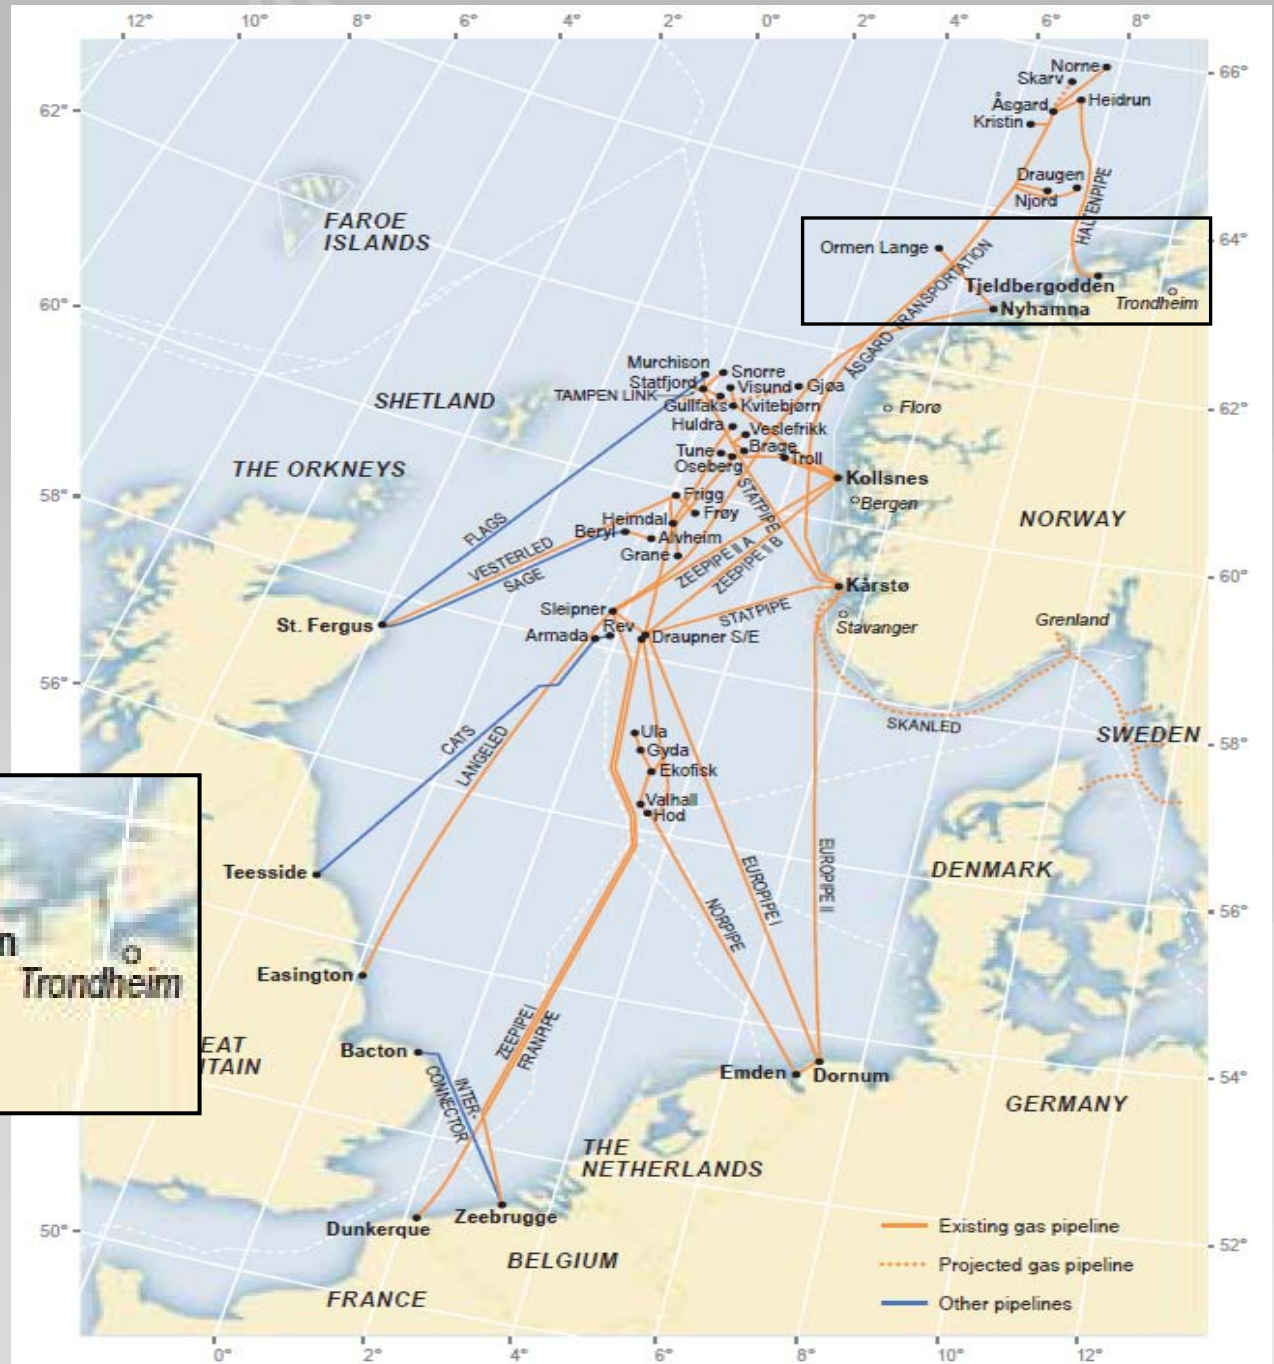 12°
10°
8°
6°
4°
2°
0°
2°
4°
6°
8°
Norne
66°
Skarv
Åsgard
Heidrun
62°
Kristin
Draugen
Njord
HALTENPIPE
FAROE
ISLANDS
Ormen Lange
64°
ÅSGARD TRANSPORTATION
Tjeldbergodden
Trondheim
Nyhamna
60°
Murchison
Snorre
Statfjord
Visund
Gjøa
TAMPEN LINK
Gullfaks
Kvitebjørn
62°
SHETLAND
Florø
Huldra
Veslefrikk
Brage
Tune
Troll
Oseberg
THE ORKNEYS
Kollsnes
58°
Frigg
STATPIPE
Bergen
Heimdal
Frøy
NORWAY
FLAGS
Beryl
Alvheim
VESTERLED
Grane
ZEEPIPE II A
ZEEPIPE II B
SAGE
60°
Kårstø
Sleipner
STATPIPE
St. Fergus
Rev
Stavanger
Grenland
Armada
Draupner S/E
56°
SKANLED
Ula
SWEDEN
58°
CATS
LANGELED
Gyda
Ekofisk
Valhall
Hod
Teesside
EUROPIPE I
EUROPIPE II
DENMARK
NORPIPE
56°
n
Trondheim
Easington
ZEEPIPE I
FRANPIPE
EAT
ITAIN
Bacton
INTER-
CONNECTOR
Emden
Dornum
54°
GERMANY
THE
NETHERLANDS
50°
Dunkerque
Zeebrugge
Existing gas pipeline
52°
BELGIUM
Projected gas pipeline
FRANCE
Other pipelines
0°
2°
4°
6°
8°
10°
12°